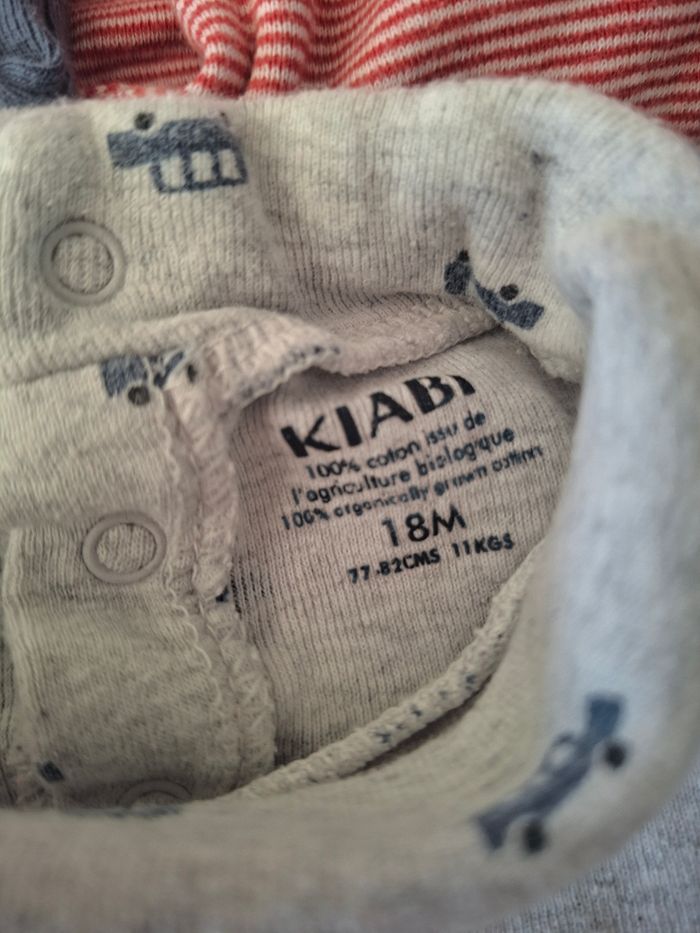 KIABI
100% coton issu de
l'agriculture biologique
100% organically grown cotton
18M
77-82CMS 11KGS